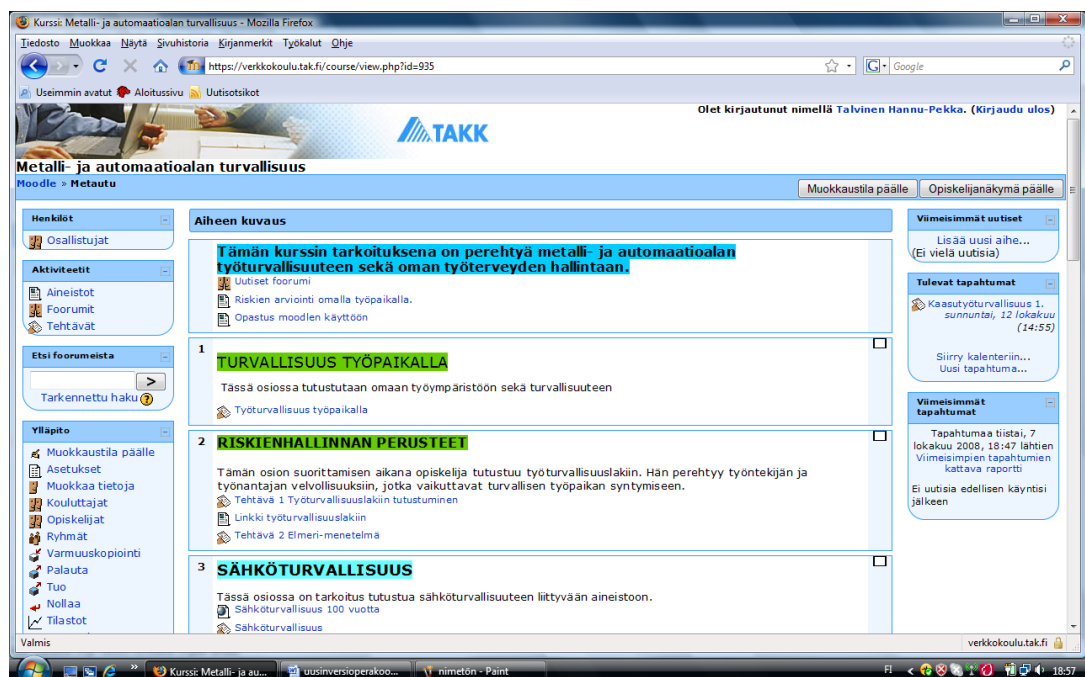 Kurssi: Metalli- ja automaatioalan turvallisuus - Mozilla Firefox
Tiedosto Muokkaa Näytä Sivuhistoria Kirjanmerkit Työkalut Ohje
https://verkkokoulu.tak.fi/course/view.php?id=935
Google
Useimmin avatut Aloitussivu Uutisotsikot
TAKK
Olet kirjautunut nimellä Talvinen Hannu-Pekka. (Kirjaudu ulos)
Metalli- ja automaatioalan turvallisuus
Moodle » Metautu
Muokkaustila päälle
Opiskelijanäkymä päälle
Henkilöt
Osallistujat
Aktiviteetit
Aineistot
Foorumit
Tehtävät
Etsi foorumeista
>
Tarkennettu haku ?
Ylläpito
Muokkaustila päälle
Asetukset
Muokkaa tietoja
Kouluttajat
Opiskelijat
Ryhmät
Varmuuskopiointi
Palauta
Tuo
Nollaa
Tilastot
Aiheen kuvaus
Tämän kurssin tarkoituksena on perehtyä metalli- ja automaatioalan
työturvallisuuteen sekä oman työterveyden hallintaan.
Uutiset foorumi
Riskien arviointi omalla työpaikalla.
Opastus moodlen käyttöön
1
TURVALLISUUS TYÖPAIKALLA
Tässä osiossa tutustutaan omaan työympäristöön sekä turvallisuuteen
Työturvallisuus työpaikalla
2
RISKIENHALLINNAN PERUSTEET
Tämän osion suorittamisen aikana opiskelija tutustuu työturvallisuuslakiin. Hän perehtyy työntekijän ja
työnantajan velvollisuuksiin, jotka vaikuttavat turvallisen työpaikan syntymiseen.
Tehtävä 1 Työturvallisuuslakiin tutustuminen
Linkki työturvallisuuslakiin
Tehtävä 2 Elmeri-menetelmä
3
SÄHKÖTURVALLISUUS
Tässä osiossa on tarkoitus tutustua sähköturvallisuuteen liittyvään aineistoon.
Sähköturvallisuus 100 vuotta
Sähköturvallisuus
Viimeisimmät uutiset
Lisää uusi aihe...
(Ei vielä uutisia)
Tulevat tapahtumat
Kaasutyöturvallisuus 1.
sunnuntai, 12 lokakuu
(14:55)
Siirry kalenteriin...
Uusi tapahtuma...
Viimeisimmät
tapahtumat
Tapahtumaa tiistai, 7
lokakuu 2008, 18:47 lähtien
Viimeisimpien tapahtumien
kattava raportti
Ei uutisia edellisen käyntisi
jälkeen
Valmis
verkkokoulu.tak.fi
Kurssi: Metalli- ja au...
uusinversioperakoo...
nimetön - Paint
FI
18:57